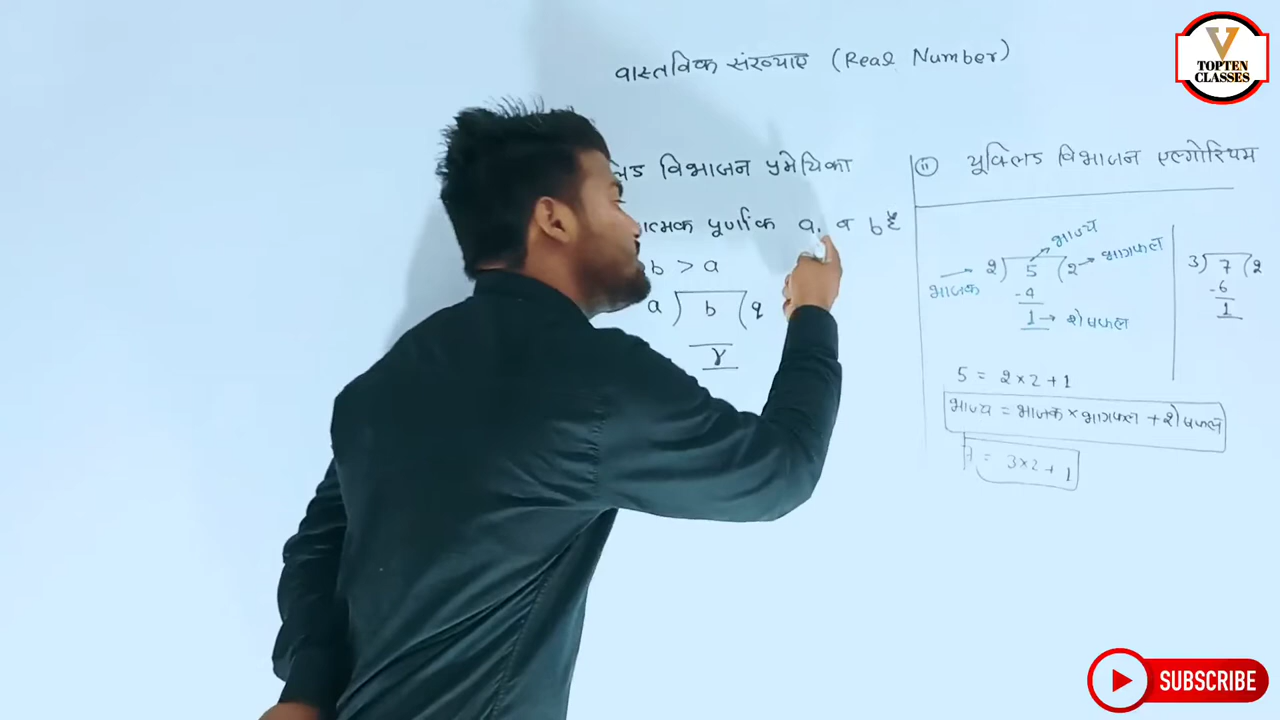 वास्तविक संख्याए (Real Number)
विभाजन प्रमेयिका
पूर्णांक a, व b है
b > a
a) b (q
r
(ii) यूक्लिड विभाजन एल्गोरिथम
भाज्य
2) 5 (2 → भागफल
भाजक
-4
1 → शेषफल
3) 7 (2
-6
1
5 = 2×2+1
भाज्य = भाजक × भागफल + शेषफल
7 = 3×2+1
V
TOPTEN
CLASSES
SUBSCRIBE